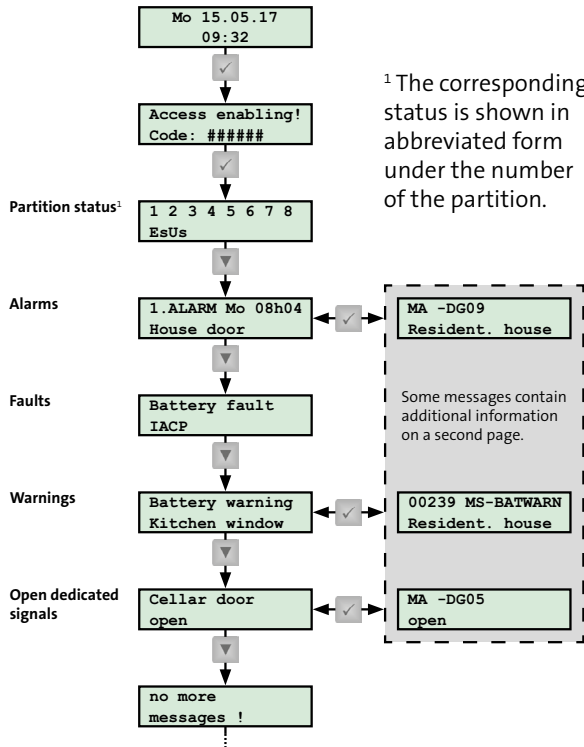 Mo 15.05.17
09:32
¹ The corresponding
status is shown in
abbreviated form
under the number
of the partition.
Access enabling!
Code: ######
Partition status¹
1 2 3 4 5 6 7 8
EsUs
Alarms
1.ALARM Mo 08h04
House door
MA -DG09
Resident. house
Some messages contain
additional information
on a second page.
Faults
Battery fault
IACP
Warnings
Battery warning
Kitchen window
00239 MS-BATWARN
Resident. house
Open dedicated
signals
Cellar door
open
MA -DG05
open
no more
messages !